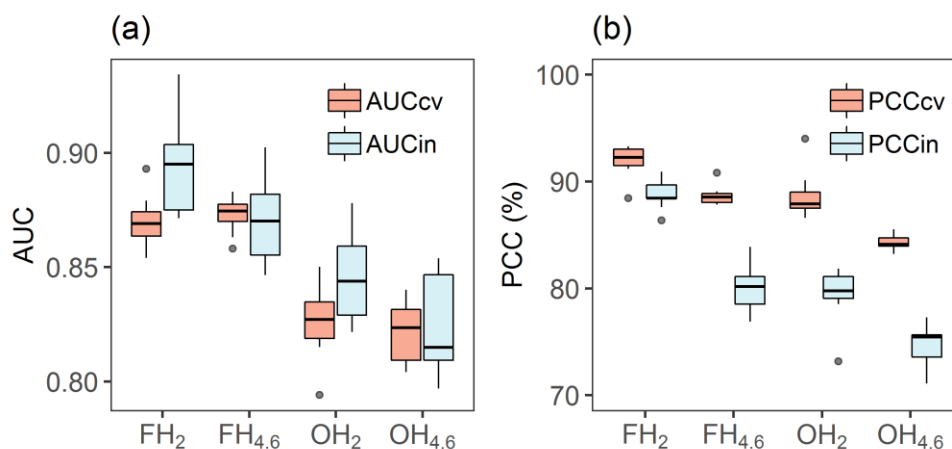 (a)
AUC
0.90
0.85
0.80
AUCcv
AUCin
FH₂ FH₄.₆ OH₂ OH₄.₆
(b)
PCC (%)
100
90
80
70
PCCcv
PCCin
FH₂ FH₄.₆ OH₂ OH₄.₆